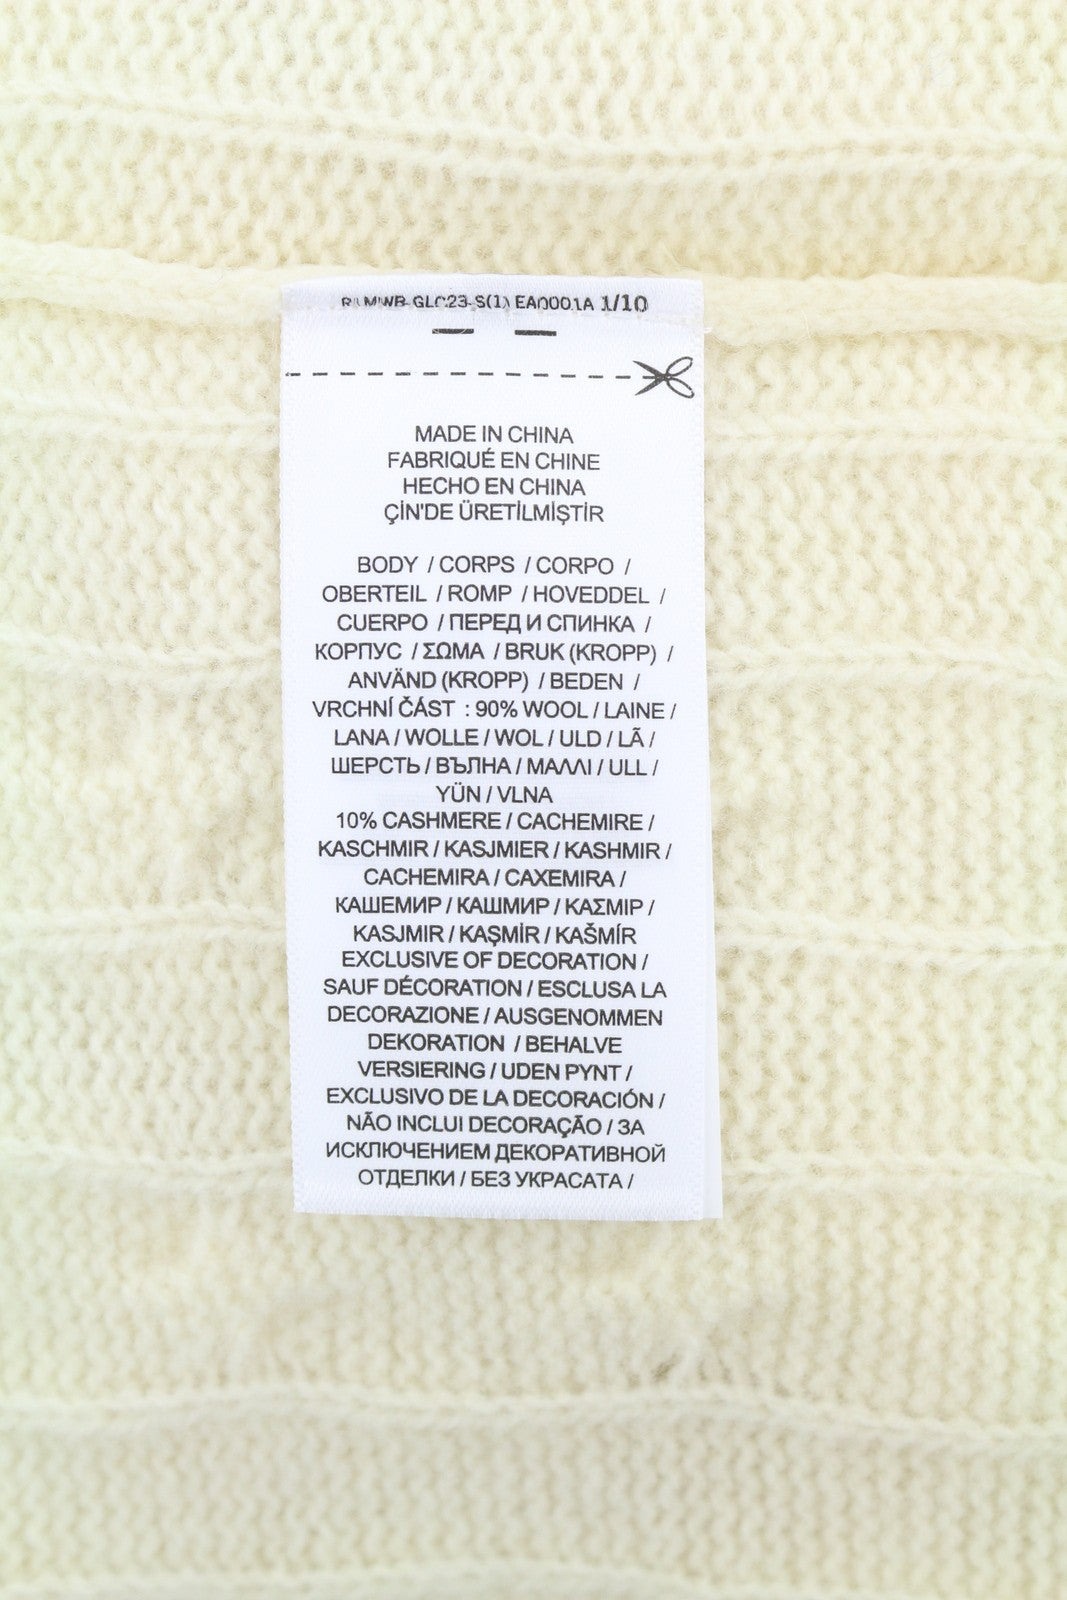 EA0001A 1/10
MADE IN CHINA
FABRIQUÉ EN CHINE
HECHO EN CHINA
ÇİN'DE ÜRETİLMİŞTİR
BODY / CORPS / CORPO /
OBERTEIL / ROMP / HOVEDDEL /
CUERPO / ПЕРЕД И СПИНКА /
КОРПУС / ΣΩΜΑ / BRUK (KROPP) /
ANVÄND (KROPP) / BEDEN /
VRCHNÍ ČÁST : 90% WOOL / LAINE /
LANA / WOLLE / WOL / ULD / LÃ /
ШЕРСТЬ / ВЪЛНА / ΜΑΛΛΙ / ULL /
YÜN / VLNA
10% CASHMERE / CACHEMIRE /
KASCHMIR / KASJMIER / KASHMIR /
CACHEMIRA / CAXEMIRA /
КАШЕМИР / КАШМИР / ΚΑΣΜΙΡ /
KASJMIR / KAŞMİR / KAŠMÍR
EXCLUSIVE OF DECORATION /
SAUF DÉCORATION / ESCLUSA LA
DECORAZIONE / AUSGENOMMEN
DEKORATION / BEHALVE
VERSIERING / UDEN PYNT /
EXCLUSIVO DE LA DECORACIÓN /
NÃO INCLUI DECORAÇÃO / ЗА
ИСКЛЮЧЕНИЕМ ДЕКОРАТИВНОЙ
ОТДЕЛКИ / БЕЗ УКРАСАТА /